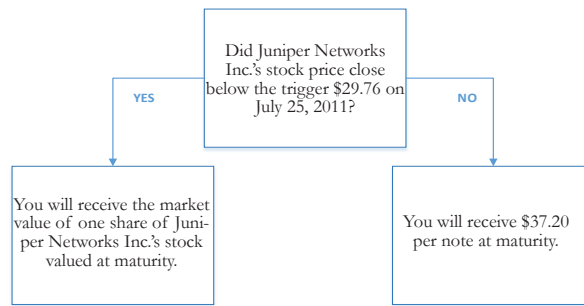 Did Juniper Networks
Inc.'s stock price close
below the trigger $29.76 on
July 25, 2011?
YES
NO
You will receive the market
value of one share of Juni-
per Networks Inc.'s stock
valued at maturity.
You will receive $37.20
per note at maturity.